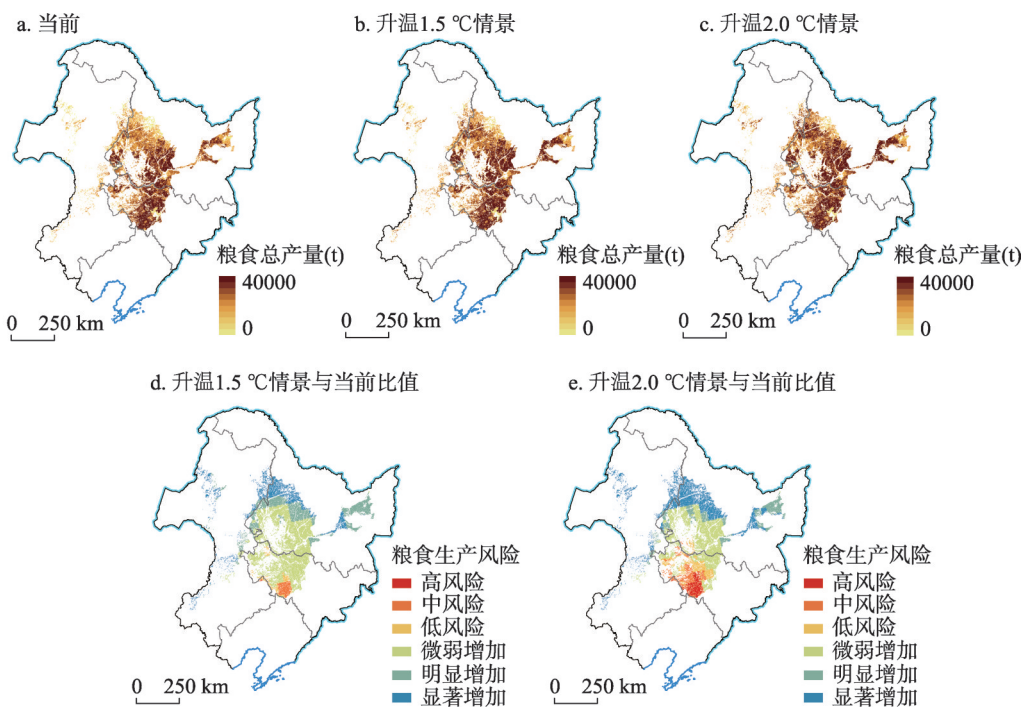 a. 当前
b. 升温1.5 ℃情景
c. 升温2.0 ℃情景
粮食总产量(t)
40000
0
0 250 km
粮食总产量(t)
40000
0
0 250 km
粮食总产量(t)
40000
0
0 250 km
d. 升温1.5 ℃情景与当前比值
e. 升温2.0 ℃情景与当前比值
粮食生产风险
高风险
中风险
低风险
微弱增加
明显增加
显著增加
0 250 km
粮食生产风险
高风险
中风险
低风险
微弱增加
明显增加
显著增加
0 250 km